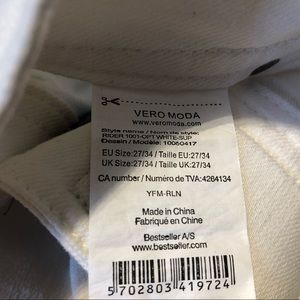 VERO MODA
www.veromoda.com
Style name / Nom de style:
RIDER 1001-OPT WHITE-SUP
Dessin / Modèle: 10060417
EU Size:27/34 / Taille EU:27/34
UK Size:27/34 / Taille UK:27/34
CA number / Numéro de TVA:4264134
YFM-RLN
Made in China
Fabriqué en Chine
Bestseller A/S
www.bestseller.com
5 702803 419724